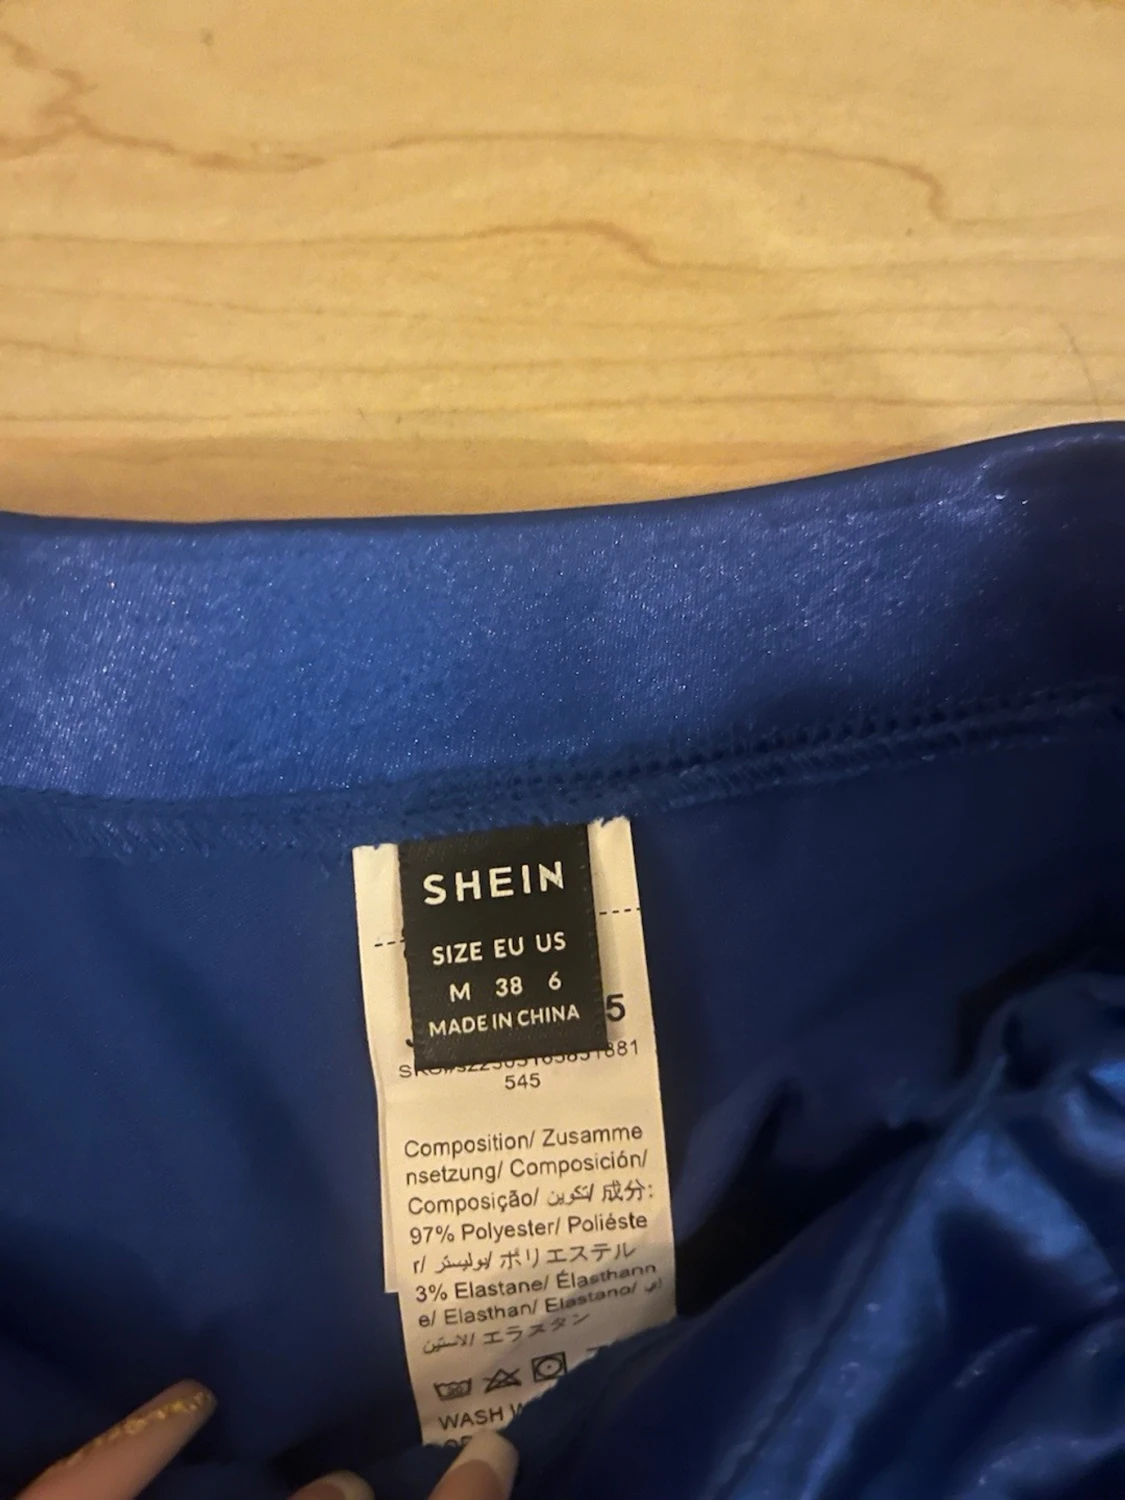 SHEIN
SIZE EU US
M 38 6
MADE IN CHINA
5
545
Composition/ Zusamme
nsetzung/ Composición/
Composição/ تكوين/ 成分:
97% Polyester/ Poliéste
r/ بوليستر/ ポリエステル
3% Elastane/ Élasthann
e/ Elasthan/ Elastano/
الاستين/ エラスタン
WASH